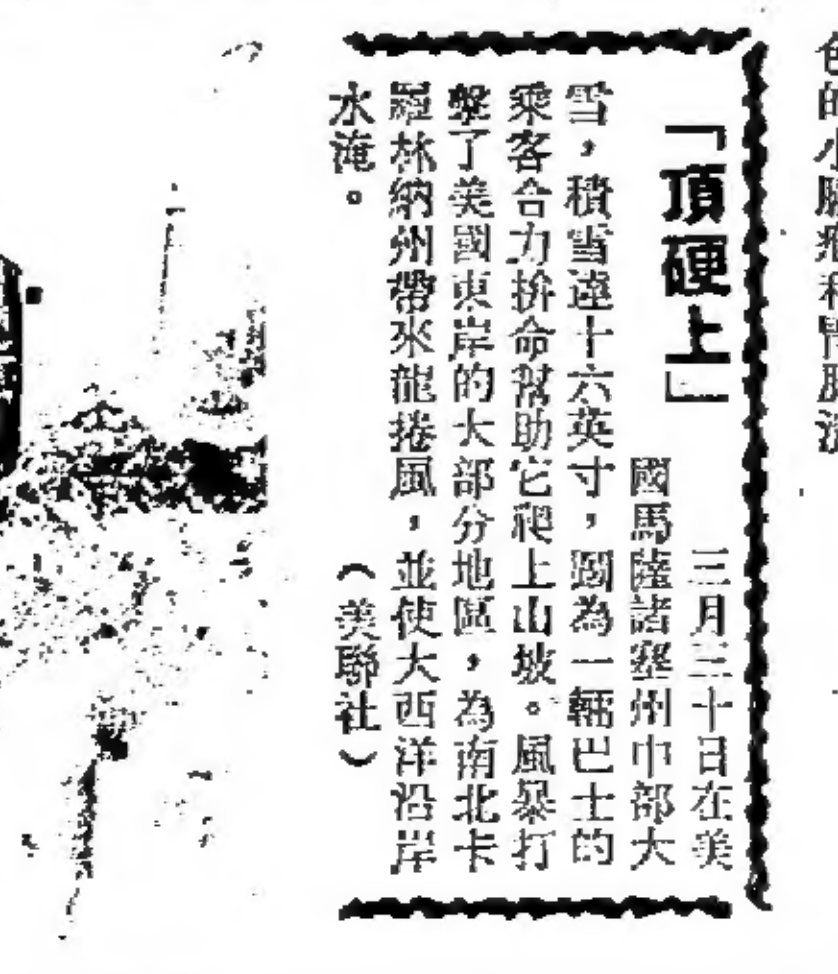 「頂硬上」
三月三十日在美
國馬薩諸塞州中部大
雪，積雪達十六英寸，圖為一輛巴士的
乘客合力拚命幫助它爬上山坡。風暴打
擊了美國東岸的大部分地區，為南北卡
羅林納州帶來龍捲風，並使大西洋沿岸
水淹。（美聯社）